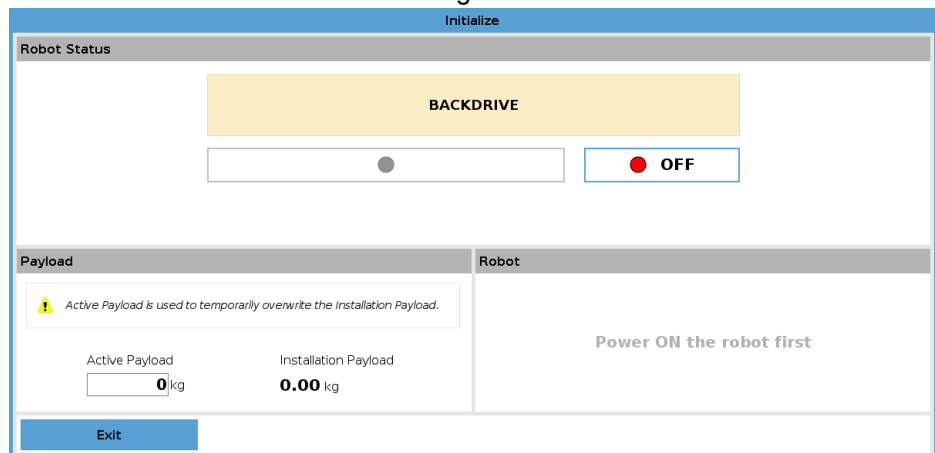 Initialize
Robot Status
BACKDRIVE
OFF
Payload
Active Payload is used to temporarily overwrite the Installation Payload.
Active Payload
Installation Payload
0 kg
0.00 kg
Robot
Power ON the robot first
Exit